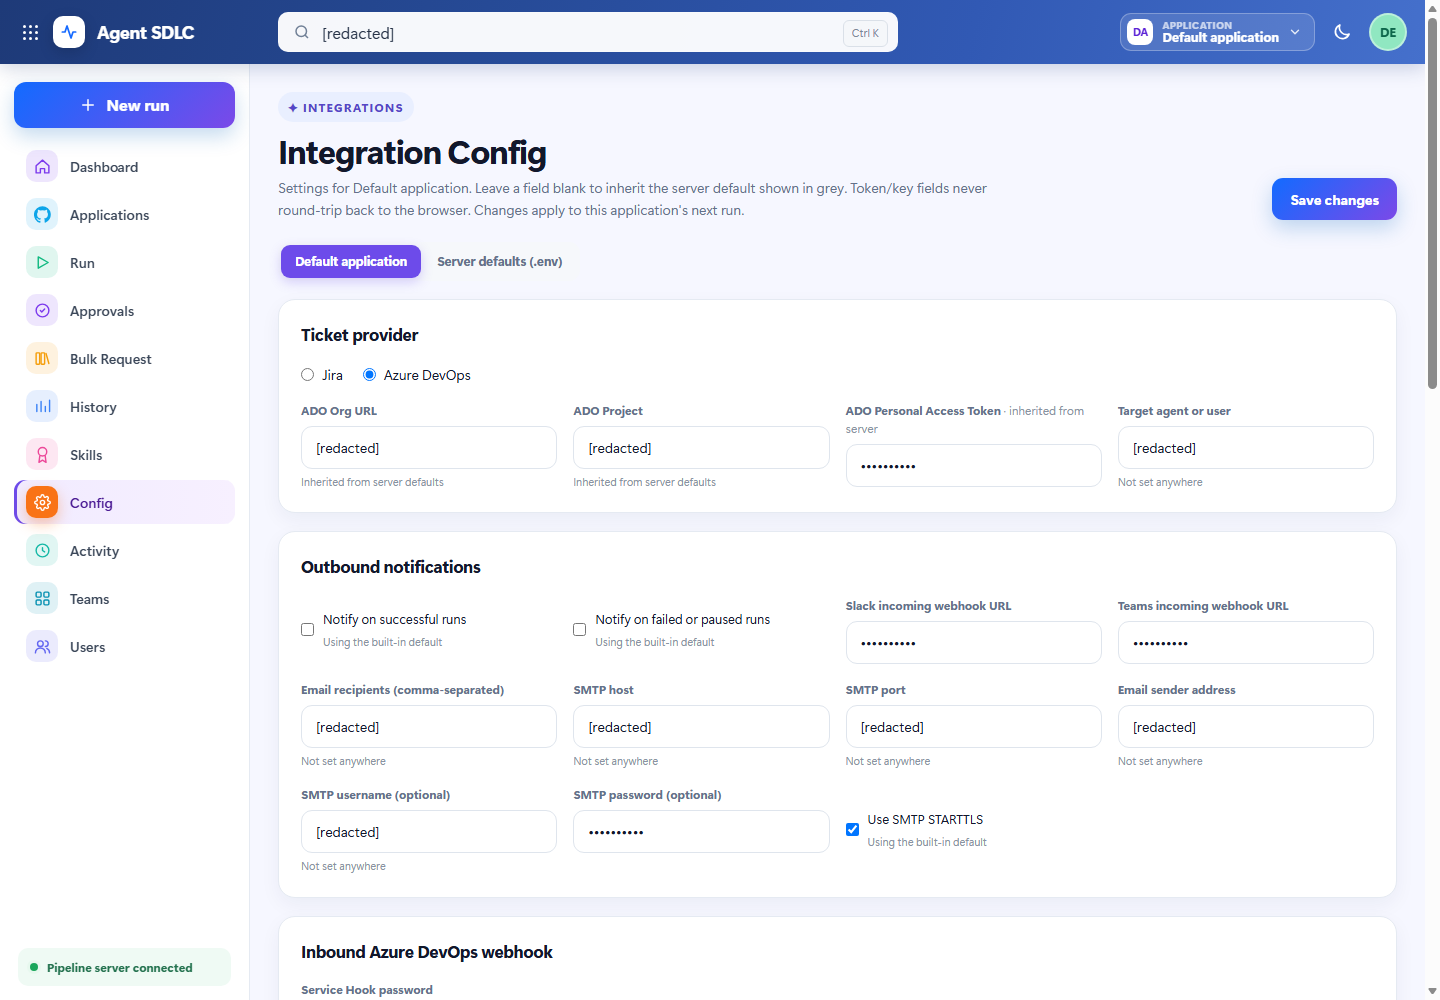 Agent SDLC
[redacted]
Ctrl K
DA
APPLICATION
Default application
DE
New run
Dashboard
Applications
Run
Approvals
Bulk Request
History
Skills
Config
Activity
Teams
Users
Pipeline server connected
INTEGRATIONS
Integration Config
Settings for Default application. Leave a field blank to inherit the server default shown in grey. Token/key fields never
round-trip back to the browser. Changes apply to this application's next run.
Save changes
Default application
Server defaults (.env)
Ticket provider
Jira
Azure DevOps
ADO Org URL
[redacted]
Inherited from server defaults
ADO Project
[redacted]
Inherited from server defaults
ADO Personal Access Token · inherited from
server
••••••••••
Target agent or user
[redacted]
Not set anywhere
Outbound notifications
Notify on successful runs
Using the built-in default
Notify on failed or paused runs
Using the built-in default
Slack incoming webhook URL
••••••••••
Teams incoming webhook URL
••••••••••
Email recipients (comma-separated)
[redacted]
Not set anywhere
SMTP host
[redacted]
Not set anywhere
SMTP port
[redacted]
Not set anywhere
Email sender address
[redacted]
Not set anywhere
SMTP username (optional)
[redacted]
Not set anywhere
SMTP password (optional)
••••••••••
Use SMTP STARTTLS
Using the built-in default
Inbound Azure DevOps webhook
Service Hook password